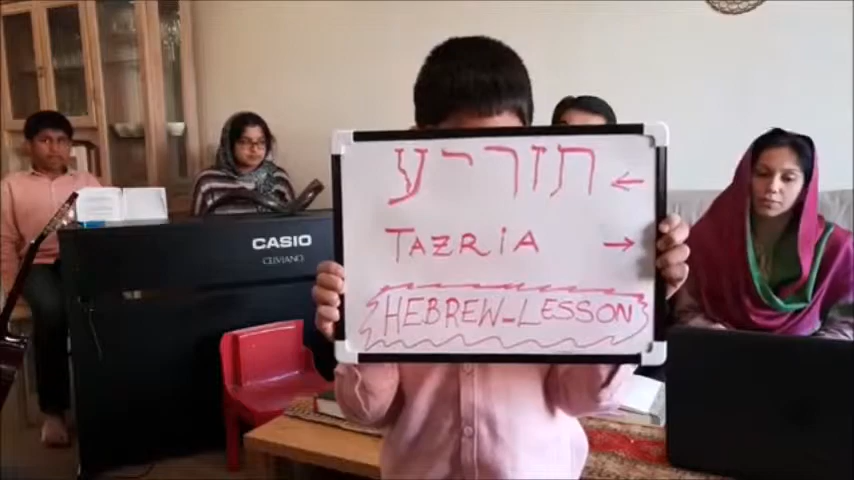 תזריע ←
TAZRIA →
HEBREW-LESSON
CASIO
CELVIANO